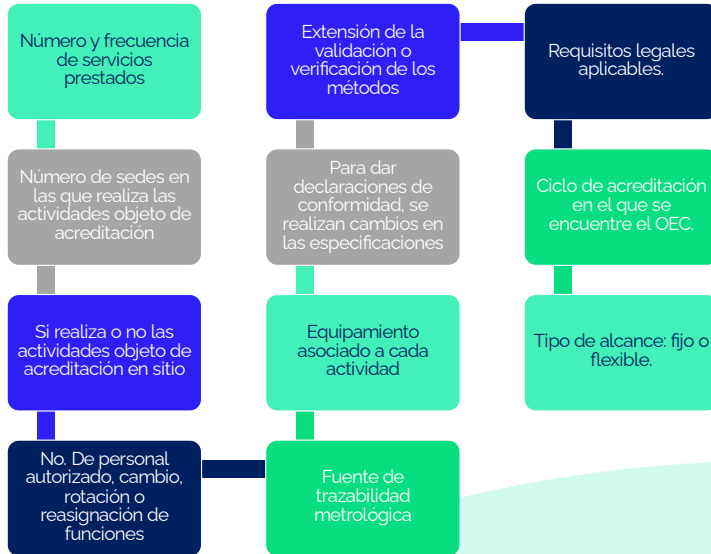 Número y frecuencia
de servicios
prestados
Número de sedes en
las que realiza las
actividades objeto de
acreditación
Si realiza o no las
actividades objeto de
acreditación en sitio
No. De personal
autorizado, cambio,
rotación o
reasignación de
funciones
Fuente de
trazabilidad
metrológica
Equipamiento
asociado a cada
actividad
Para dar
declaraciones de
conformidad, se
realizan cambios en
las especificaciones
Extensión de la
validación o
verificación de los
métodos
Requisitos legales
aplicables.
Ciclo de acreditación
en el que se
encuentre el OEC.
Tipo de alcance: fijo o
flexible.